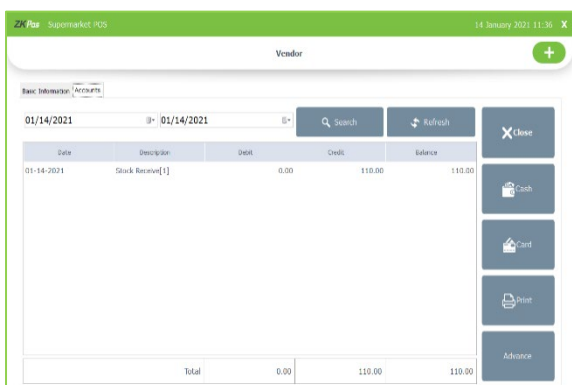 ZKPos Supermarket POS 14 January 2021 11:36 X
Vendor
+
Basic Information Accounts
01/14/2021 01/14/2021 Search Refresh
Close
Date Description Debit Credit Balance
01-14-2021 Stock Receive[1] 0.00 110.00 110.00
Cash
Card
Print
Advance
Total 0.00 110.00 110.00